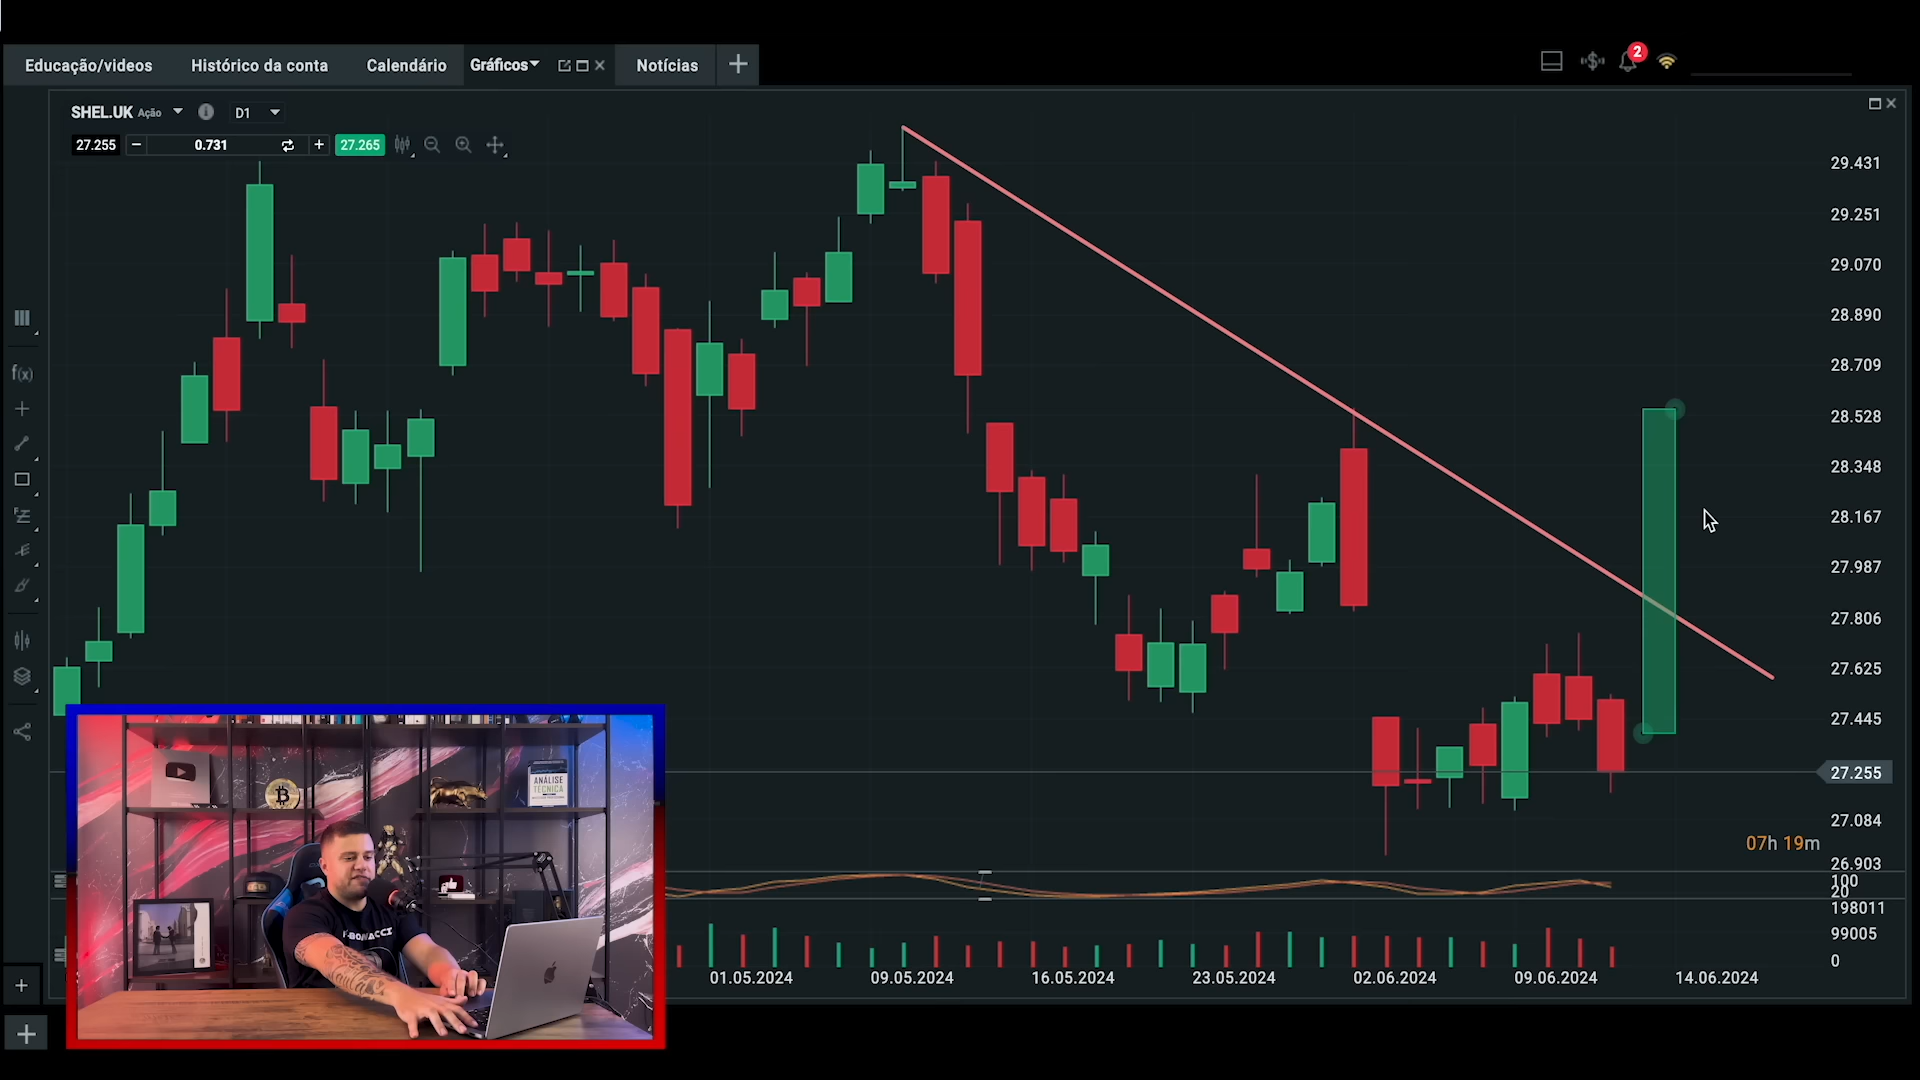 Educação/videos Histórico da conta Calendário Gráficos Notícias
2
SHEL.UK Ação D1
27.255 0.731 27.265
29.431
29.251
29.070
28.890
28.709
28.528
28.348
28.167
27.987
27.806
27.625
27.445
27.255
27.084
07h 19m
26.903
100
20
198011
99005
0
01.05.2024 09.05.2024 16.05.2024 23.05.2024 02.06.2024 09.06.2024 14.06.2024
f(x)
ANÁLISE
TÉCNICA